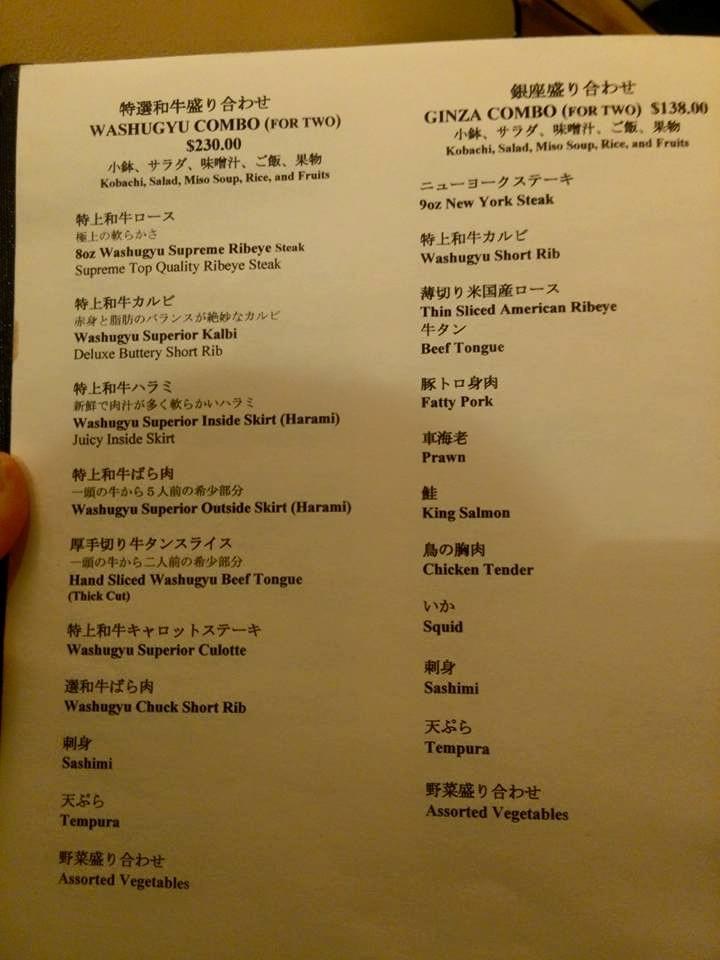 特選和牛盛り合わせ
WASHUGYU COMBO (FOR TWO)
$230.00
小鉢、サラダ、味噌汁、ご飯、果物
Kobachi, Salad, Miso Soup, Rice, and Fruits
特上和牛ロース
極上の軟らかさ
8oz Washugyu Supreme Ribeye Steak
Supreme Top Quality Ribeye Steak
特上和牛カルビ
赤身と脂肪のバランスが絶妙なカルビ
Washugyu Superior Kalbi
Deluxe Buttery Short Rib
特上和牛ハラミ
新鮮で肉汁が多く軟らかいハラミ
Washugyu Superior Inside Skirt (Harami)
Juicy Inside Skirt
特上和牛ばら肉
一頭の牛から5人前の希少部分
Washugyu Superior Outside Skirt (Harami)
厚手切り牛タンスライス
一頭の牛から二人前の希少部分
Hand Sliced Washugyu Beef Tongue
(Thick Cut)
特上和牛キャロットステーキ
Washugyu Superior Culotte
選和牛ばら肉
Washugyu Chuck Short Rib
刺身
Sashimi
天ぷら
Tempura
野菜盛り合わせ
Assorted Vegetables
銀座盛り合わせ
GINZA COMBO (FOR TWO) $138.00
小鉢、サラダ、味噌汁、ご飯、果物
Kobachi, Salad, Miso Soup, Rice, and Fruits
ニューヨークステーキ
9oz New York Steak
特上和牛カルビ
Washugyu Short Rib
薄切り米国産ロース
Thin Sliced American Ribeye
牛タン
Beef Tongue
豚トロ身肉
Fatty Pork
車海老
Prawn
鮭
King Salmon
鳥の胸肉
Chicken Tender
いか
Squid
刺身
Sashimi
天ぷら
Tempura
野菜盛り合わせ
Assorted Vegetables